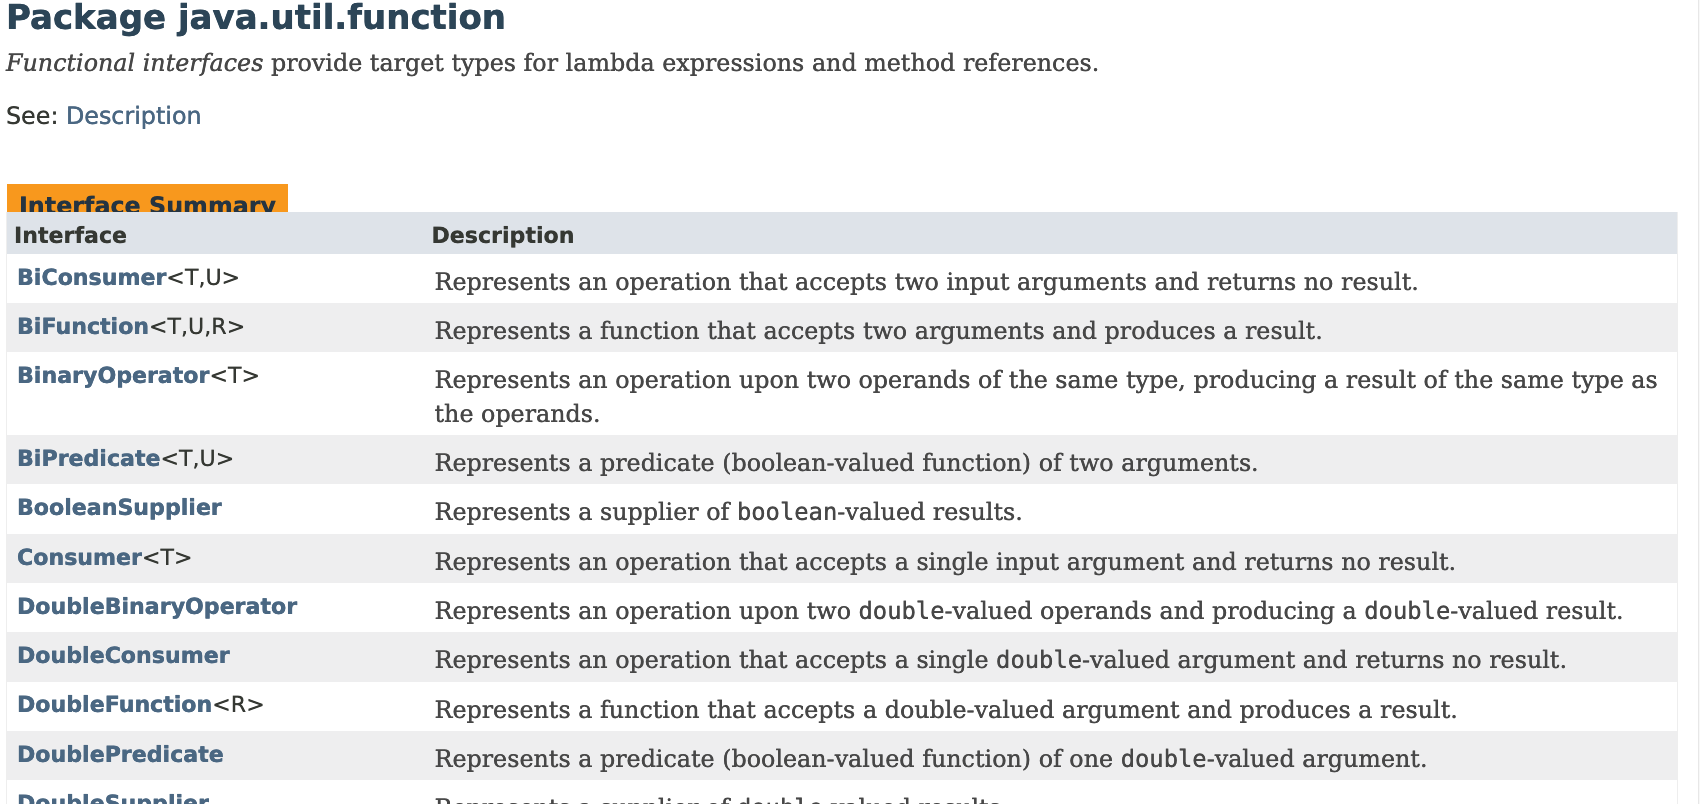 Package java.util.function
Functional interfaces provide target types for lambda expressions and method references.
See: Description
Interface Summary
Interface Description
BiConsumer<T,U> Represents an operation that accepts two input arguments and returns no result.
BiFunction<T,U,R> Represents a function that accepts two arguments and produces a result.
BinaryOperator<T> Represents an operation upon two operands of the same type, producing a result of the same type as
the operands.
BiPredicate<T,U> Represents a predicate (boolean-valued function) of two arguments.
BooleanSupplier Represents a supplier of boolean-valued results.
Consumer<T> Represents an operation that accepts a single input argument and returns no result.
DoubleBinaryOperator Represents an operation upon two double-valued operands and producing a double-valued result.
DoubleConsumer Represents an operation that accepts a single double-valued argument and returns no result.
DoubleFunction<R> Represents a function that accepts a double-valued argument and produces a result.
DoublePredicate Represents a predicate (boolean-valued function) of one double-valued argument.
DoubleSupplier Represents a supplier of double-valued results.